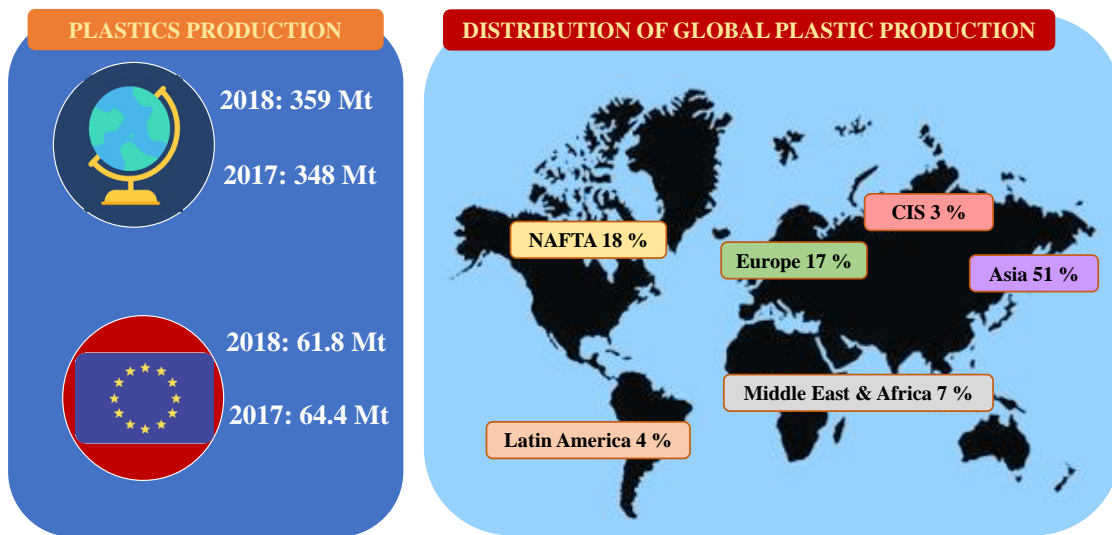 PLASTICS PRODUCTION
2018: 359 Mt
2017: 348 Mt
2018: 61.8 Mt
2017: 64.4 Mt
DISTRIBUTION OF GLOBAL PLASTIC PRODUCTION
CIS 3 %
NAFTA 18 %
Europe 17 %
Asia 51 %
Middle East & Africa 7 %
Latin America 4 %